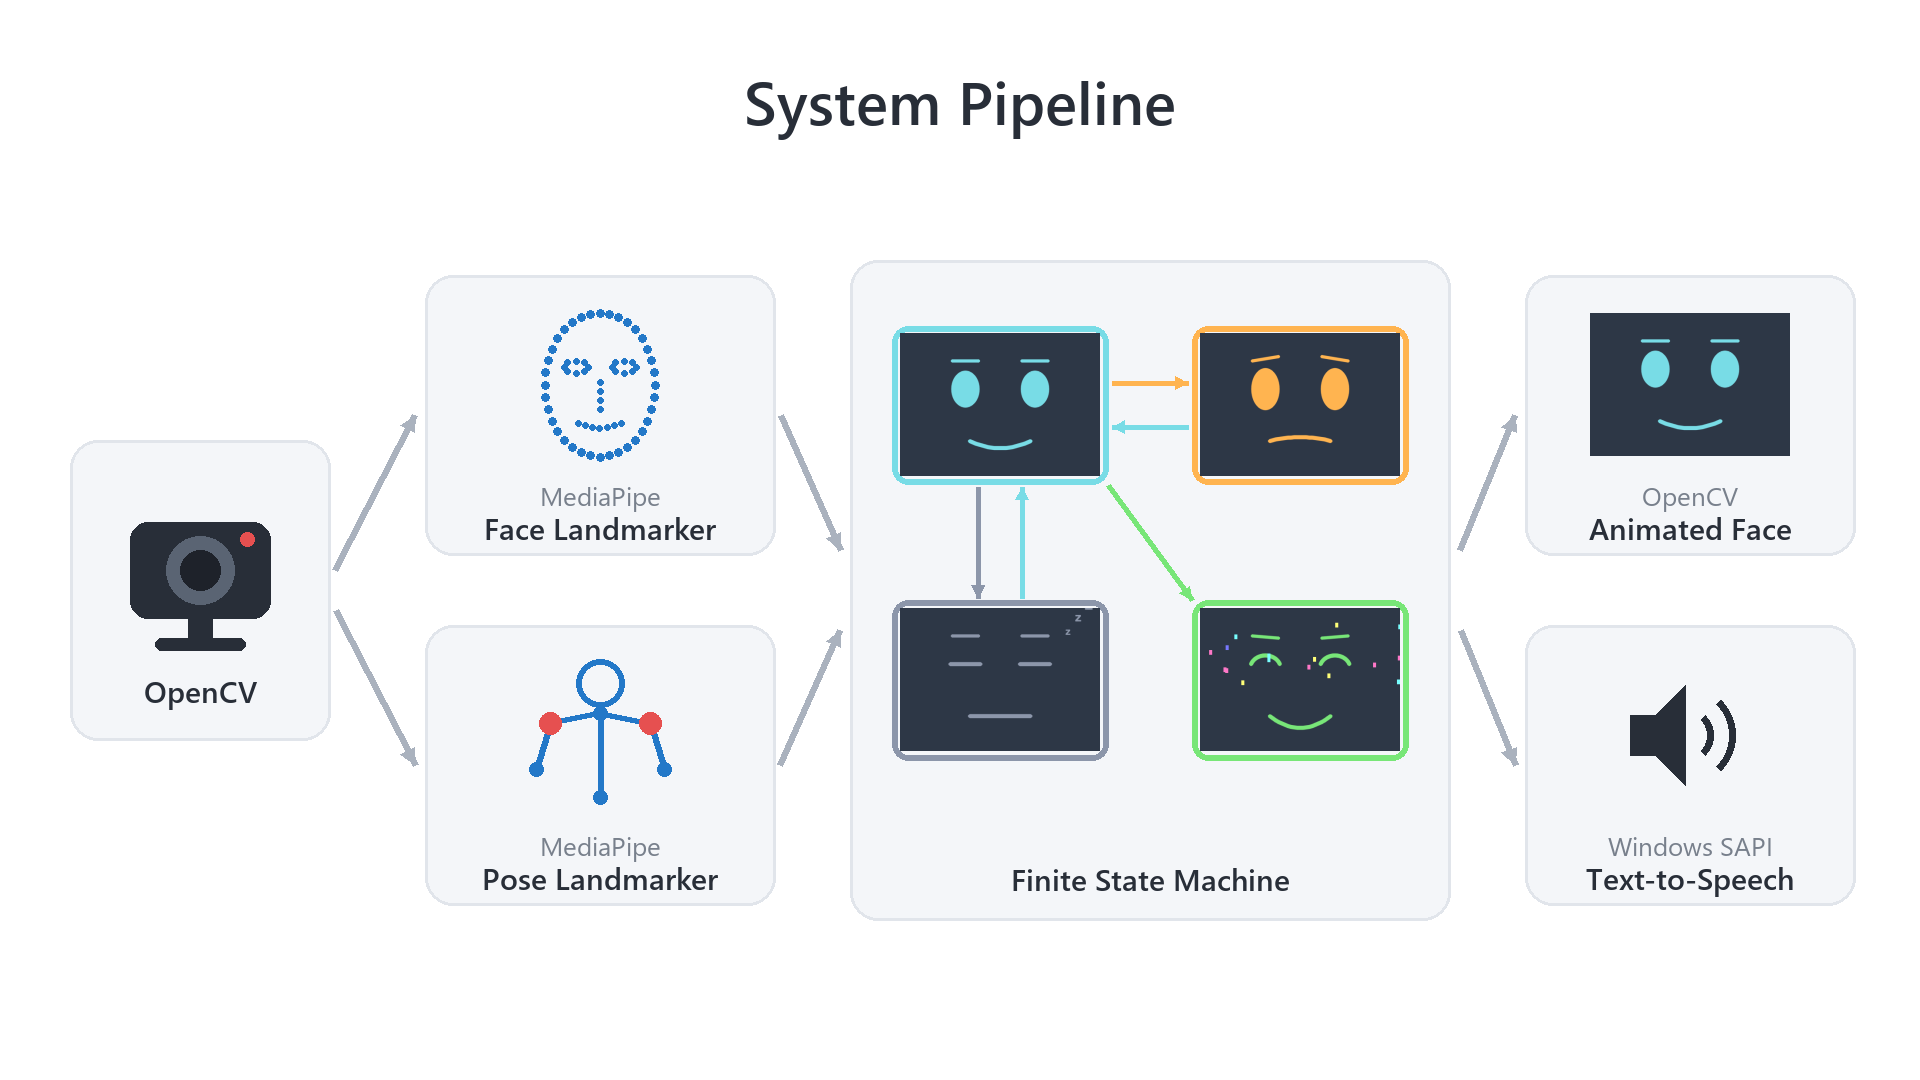 System Pipeline
OpenCV
MediaPipe
Face Landmarker
MediaPipe
Pose Landmarker
z
z
Finite State Machine
OpenCV
Animated Face
Windows SAPI
Text-to-Speech